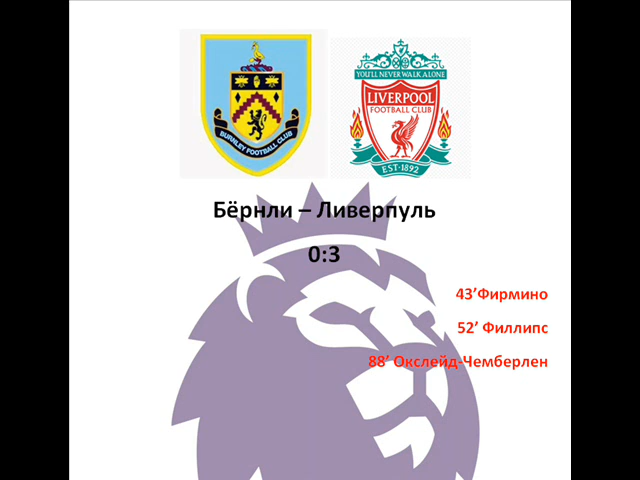 YOU'LL NEVER WALK ALONE
LIVERPOOL
FOOTBALL CLUB
BURNLEY FOOTBALL CLUB
EST·1892
Бёрнли – Ливерпуль
0:3
43’Фирмино
52’ Филлипс
88’ Окслейд-Чемберлен